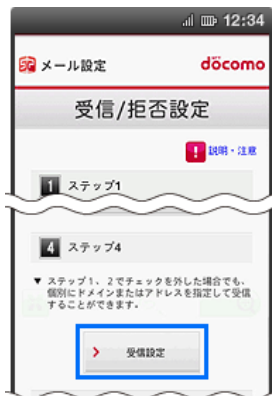 12:34
メール設定
docomo
受信/拒否設定
! 説明・注意
1 ステップ1
4 ステップ4
▼ ステップ1、2でチェックを外した場合でも、
個別にドメインまたはアドレスを指定して受信
することができます。
受信設定